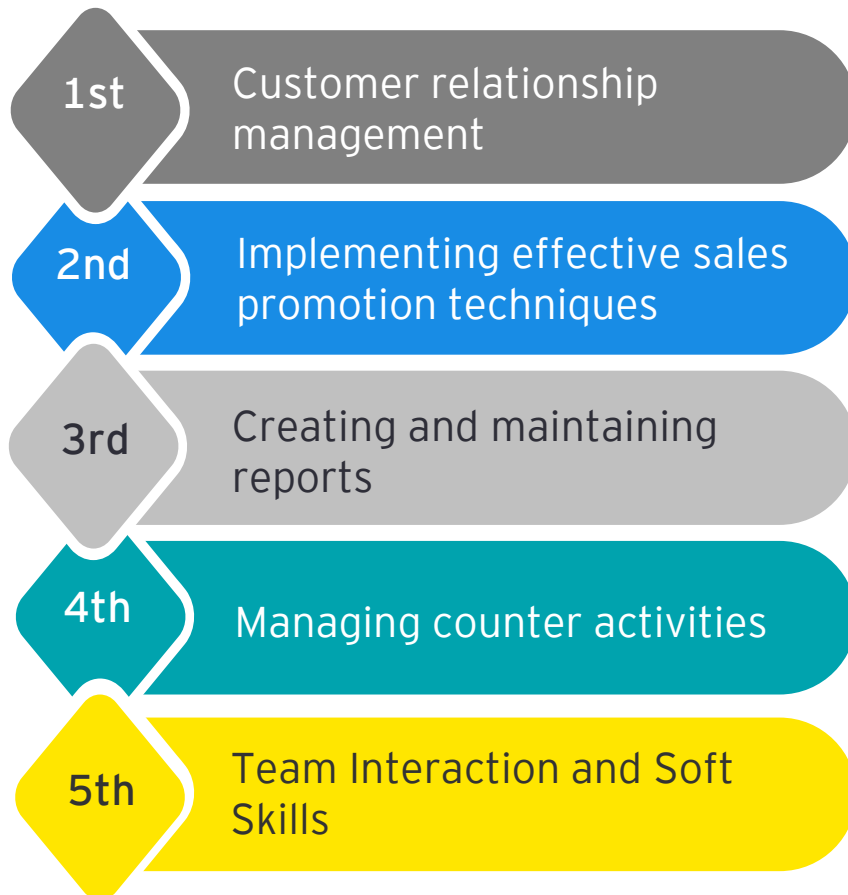 1st
Customer relationship
management
2nd
Implementing effective sales
promotion techniques
3rd
Creating and maintaining
reports
4th
Managing counter activities
5th
Team Interaction and Soft
Skills